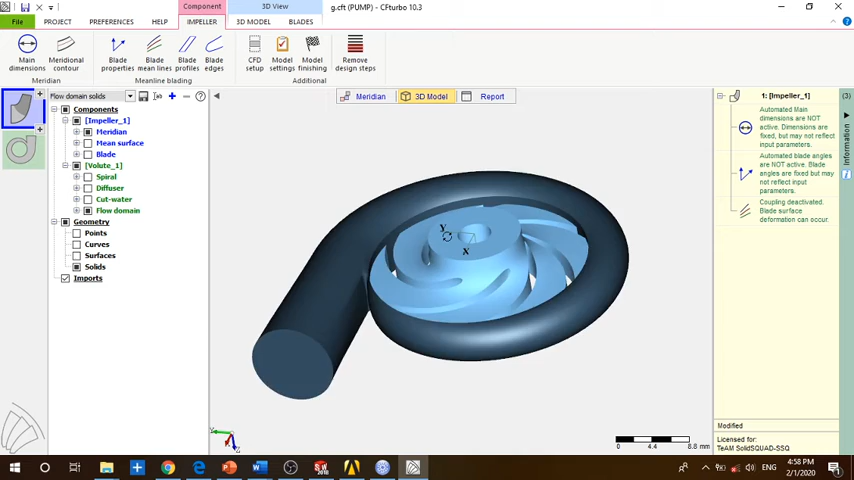 Component
3D View
g.cft (PUMP) - CFturbo 10.3
File
PROJECT
PREFERENCES
HELP
IMPELLER
3D MODEL
BLADES
Main dimensions
Meridional contour
Blade properties
Blade mean lines
Blade profiles
Blade edges
CFD setup
Model settings
Model finishing
Remove design steps
Meridian
Meanline blading
Additional
Flow domain solids
Meridian
3D Model
Report
Components
[Impeller_1]
Meridian
Mean surface
Blade
[Volute_1]
Spiral
Diffuser
Cut-water
Flow domain
Geometry
Points
Curves
Surfaces
Solids
Imports
Y
X
Y
Z
0
4.4
8.8 mm
1: [Impeller_1]
Automated Main
dimensions are NOT
active. Dimensions are
fixed, but may not reflect
input parameters.
Automated blade angles
are NOT active. Blade
angles are fixed but may
not reflect input
parameters.
Coupling deactivated.
Blade surface
deformation can occur.
(3)
Information
Modified
Licensed for:
TeAM SolidSQUAD-SSQ
ENG
4:58 PM
2/1/2020